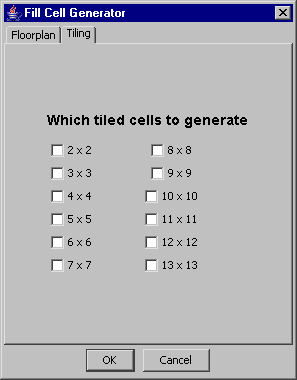 Fill Cell Generator
Floorplan Tiling
Which tiled cells to generate
2 x 2 8 x 8
3 x 3 9 x 9
4 x 4 10 x 10
5 x 5 11 x 11
6 x 6 12 x 12
7 x 7 13 x 13
OK Cancel